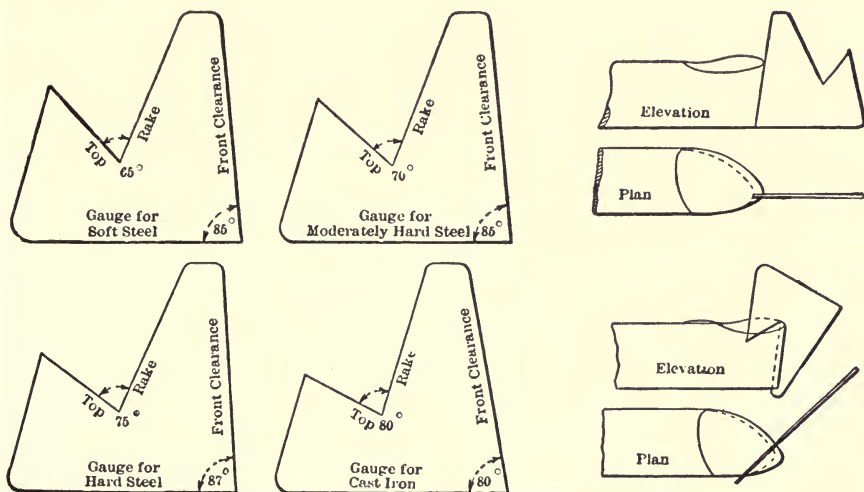 Top
65°
Rake
Front Clearance
85°
Gauge for
Soft Steel
Top
70°
Rake
Front Clearance
85°
Gauge for
Moderately Hard Steel
Elevation
Plan
Top
75°
Rake
Front Clearance
87°
Gauge for
Hard Steel
Top
80°
Rake
Front Clearance
80°
Gauge for
Cast Iron
Elevation
Plan